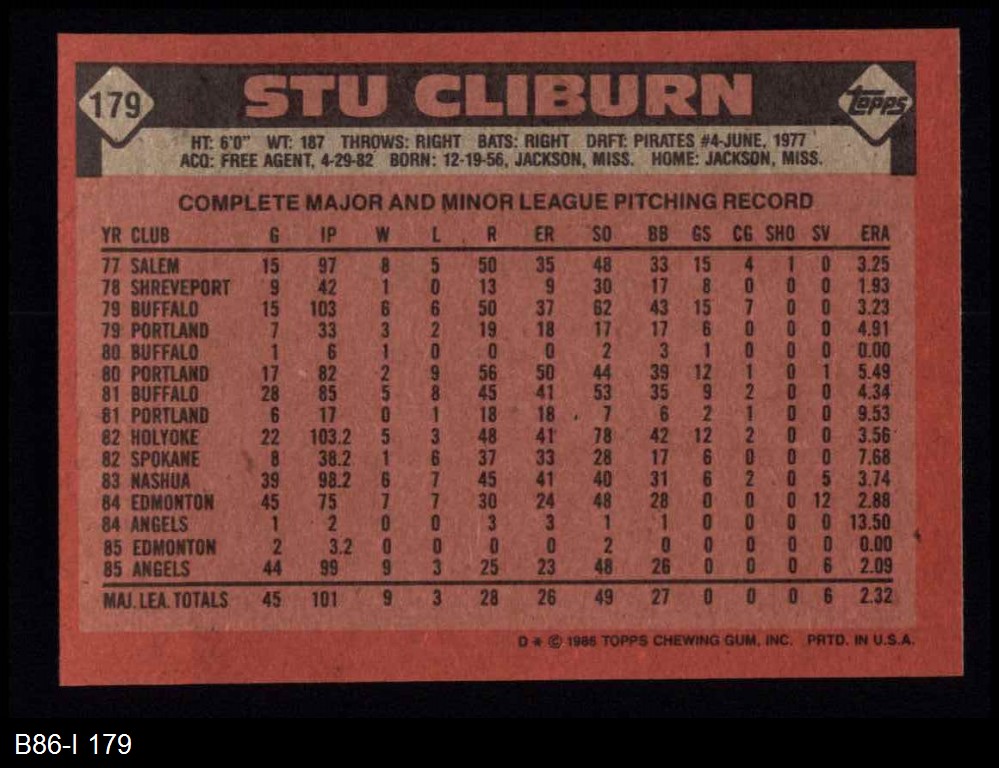 179 STU CLIBURN Topps
HT: 6'0" WT: 187 THROWS: RIGHT BATS: RIGHT DRFT: PIRATES #4-JUNE, 1977
ACQ: FREE AGENT, 4-29-82 BORN: 12-19-56, JACKSON, MISS. HOME: JACKSON, MISS.
COMPLETE MAJOR AND MINOR LEAGUE PITCHING RECORD
YR CLUB G IP W L R ER SO BB GS CG SHO SV ERA
77 SALEM 15 97 8 5 50 35 48 33 15 4 1 0 3.25
78 SHREVEPORT 9 42 1 0 13 9 30 17 8 0 0 0 1.93
79 BUFFALO 15 103 6 6 50 37 62 43 15 7 0 0 3.23
79 PORTLAND 7 33 3 2 19 18 17 17 6 0 0 0 4.91
80 BUFFALO 1 6 1 0 0 0 2 3 1 0 0 0 0.00
80 PORTLAND 17 82 2 9 56 50 44 39 12 1 0 1 5.49
81 BUFFALO 28 85 5 8 45 41 53 35 9 2 0 0 4.34
81 PORTLAND 6 17 0 1 18 18 7 6 2 1 0 0 9.53
82 HOLYOKE 22 103.2 5 3 48 41 78 42 12 2 0 0 3.56
82 SPOKANE 8 38.2 1 6 37 33 28 17 6 0 0 0 7.68
83 NASHUA 39 98.2 6 7 45 41 40 31 6 2 0 5 3.74
84 EDMONTON 45 75 7 7 30 24 48 28 0 0 0 12 2.88
84 ANGELS 1 2 0 0 3 3 1 1 0 0 0 0 13.50
85 EDMONTON 2 3.2 0 0 0 0 2 0 0 0 0 0 0.00
85 ANGELS 44 99 9 3 25 23 48 26 0 0 0 6 2.09
MAJ. LEA. TOTALS 45 101 9 3 28 26 49 27 0 0 0 6 2.32
D * © 1986 TOPPS CHEWING GUM, INC. PRTD. IN U.S.A.
B86-I 179